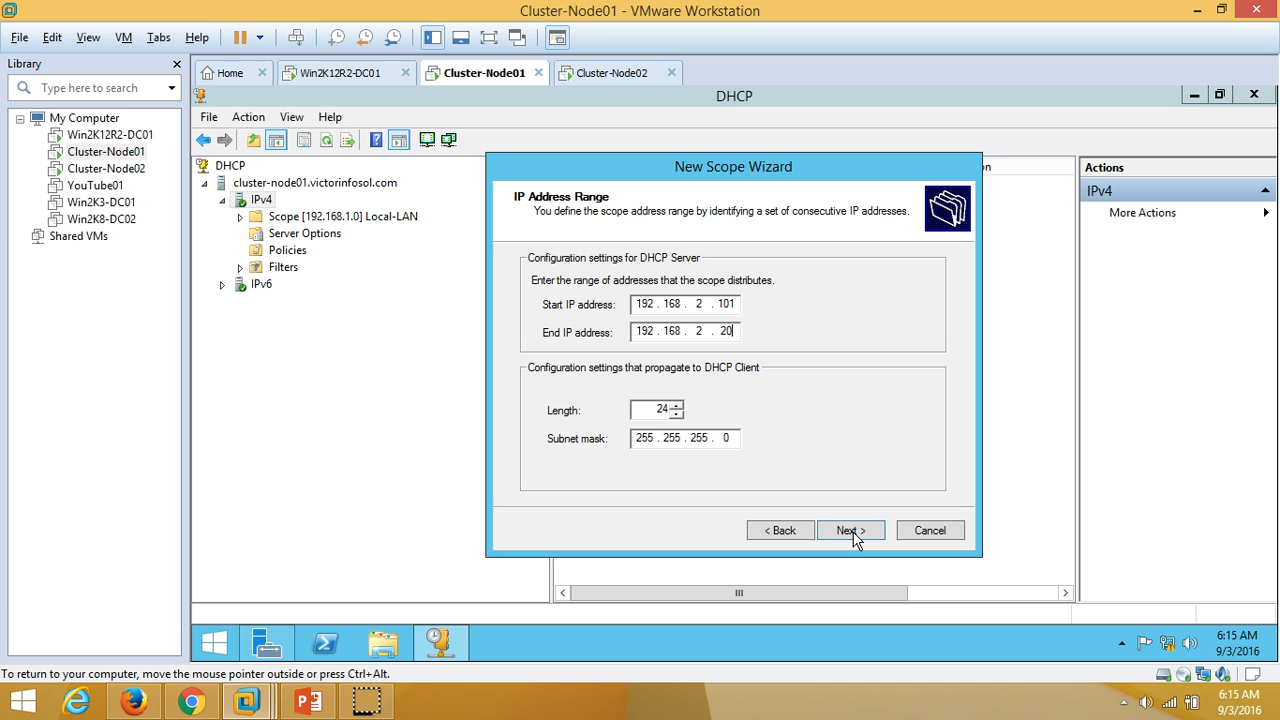 Cluster-Node01 - VMware Workstation
File Edit View VM Tabs Help
Library
Type here to search
My Computer
Win2K12R2-DC01
Cluster-Node01
Cluster-Node02
YouTube01
Win2K3-DC01
Win2K8-DC02
Shared VMs
Home Win2K12R2-DC01 Cluster-Node01 Cluster-Node02
DHCP
File Action View Help
DHCP
cluster-node01.victorinfosol.com
IPv4
Scope [192.168.1.0] Local-LAN
Server Options
Policies
Filters
IPv6
New Scope Wizard
IP Address Range
You define the scope address range by identifying a set of consecutive IP addresses.
Configuration settings for DHCP Server
Enter the range of addresses that the scope distributes.
Start IP address: 192 . 168 . 2 . 101
End IP address: 192 . 168 . 2 . 20
Configuration settings that propagate to DHCP Client
Length: 24
Subnet mask: 255 . 255 . 255 . 0
< Back Next > Cancel
Actions
IPv4
More Actions
6:15 AM
9/3/2016
To return to your computer, move the mouse pointer outside or press Ctrl+Alt.
6:15 AM
9/3/2016